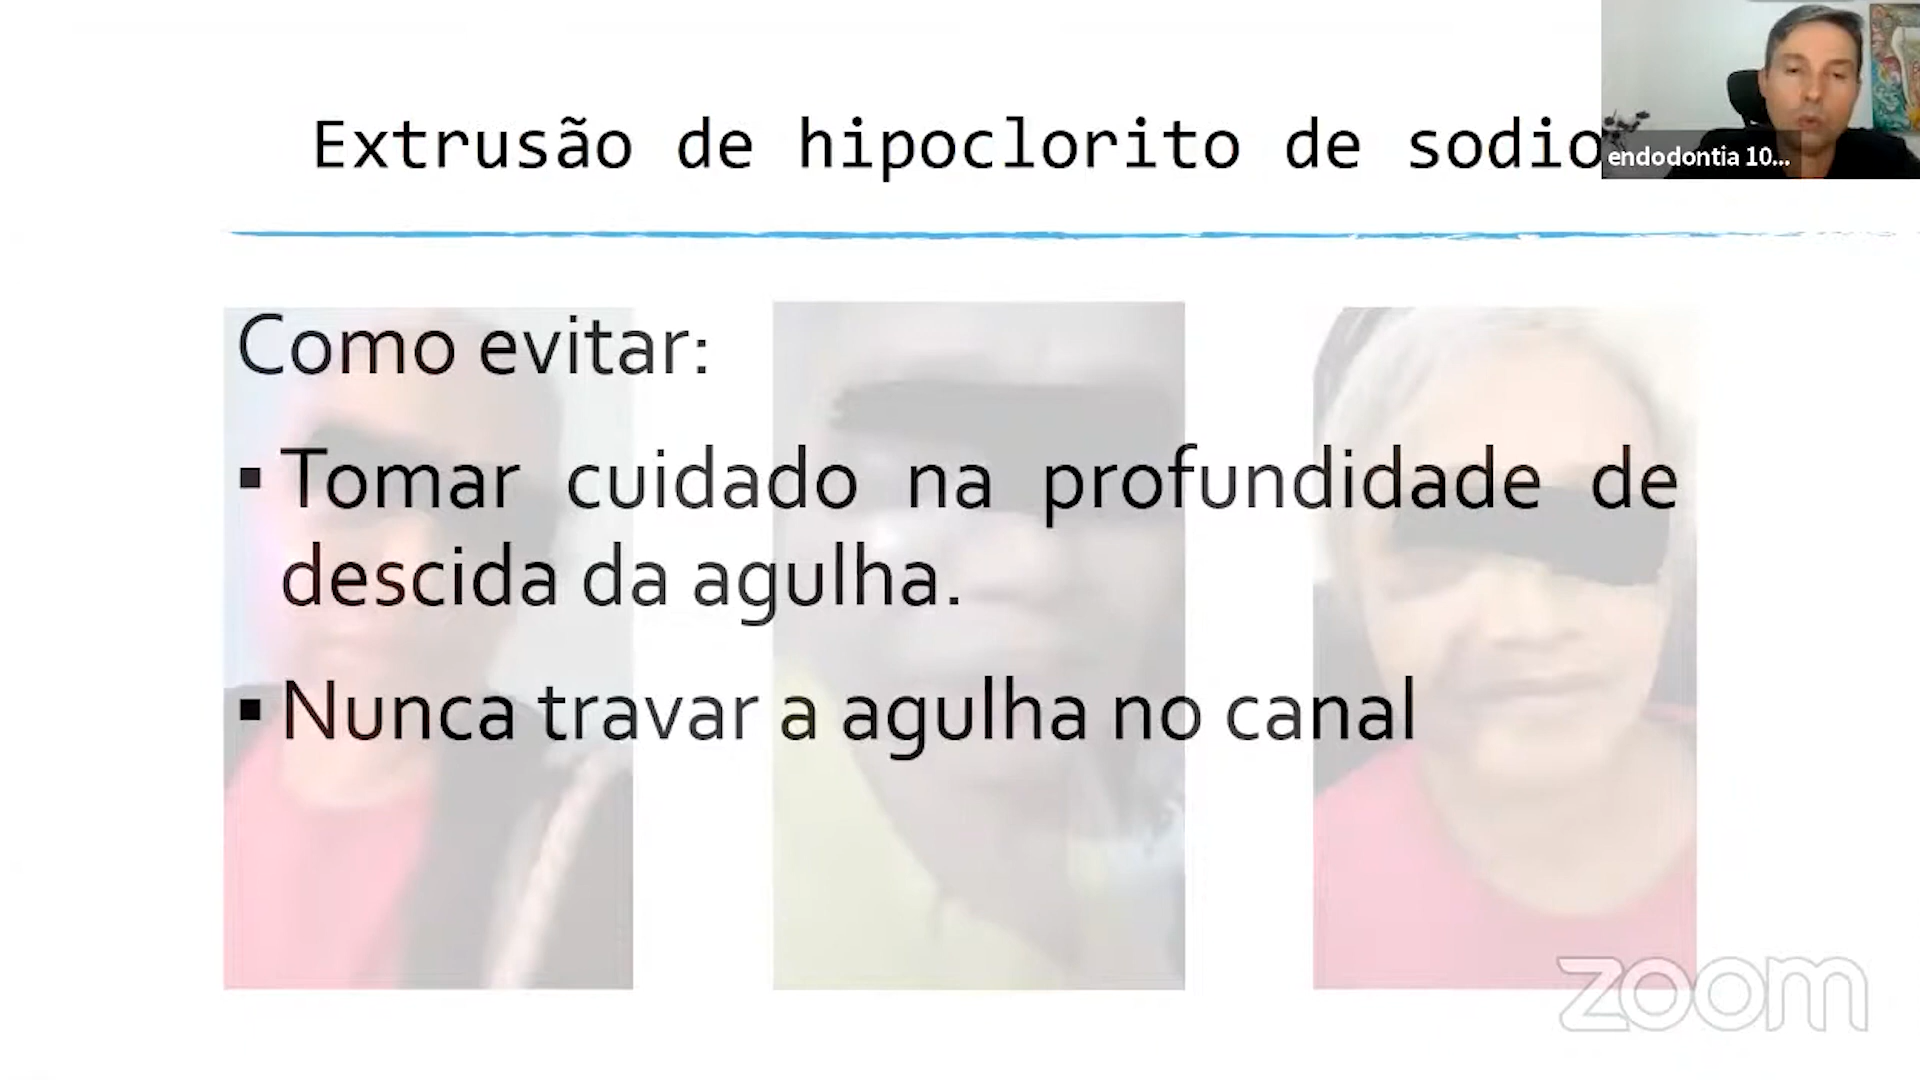 Extrusão de hipoclorito de sodio
endodontia 10...
Como evitar:
▪ Tomar cuidado na profundidade de
descida da agulha.
▪ Nunca travar a agulha no canal
zoom